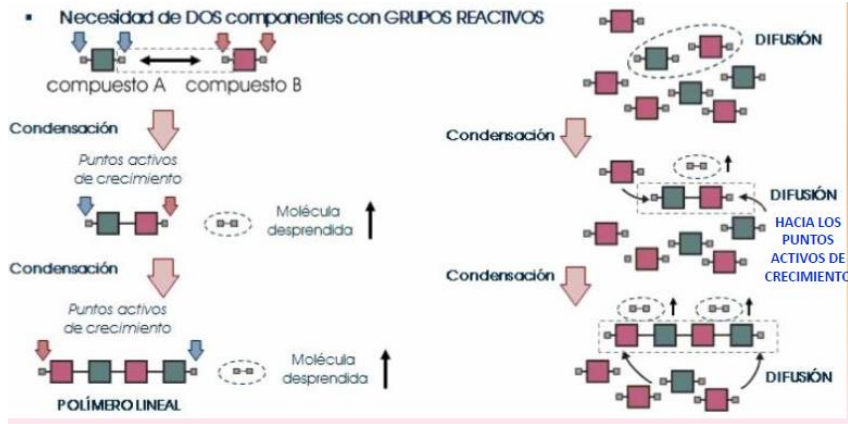 ▪ Necesidad de DOS componentes con GRUPOS REACTIVOS
compuesto A
compuesto B
Condensación
Puntos activos
de crecimiento
Molécula
desprendida
Condensación
Puntos activos
de crecimiento
Molécula
desprendida
POLÍMERO LINEAL
DIFUSIÓN
Condensación
DIFUSIÓN
HACIA LOS
PUNTOS
ACTIVOS DE
CRECIMIENTO
Condensación
DIFUSIÓN